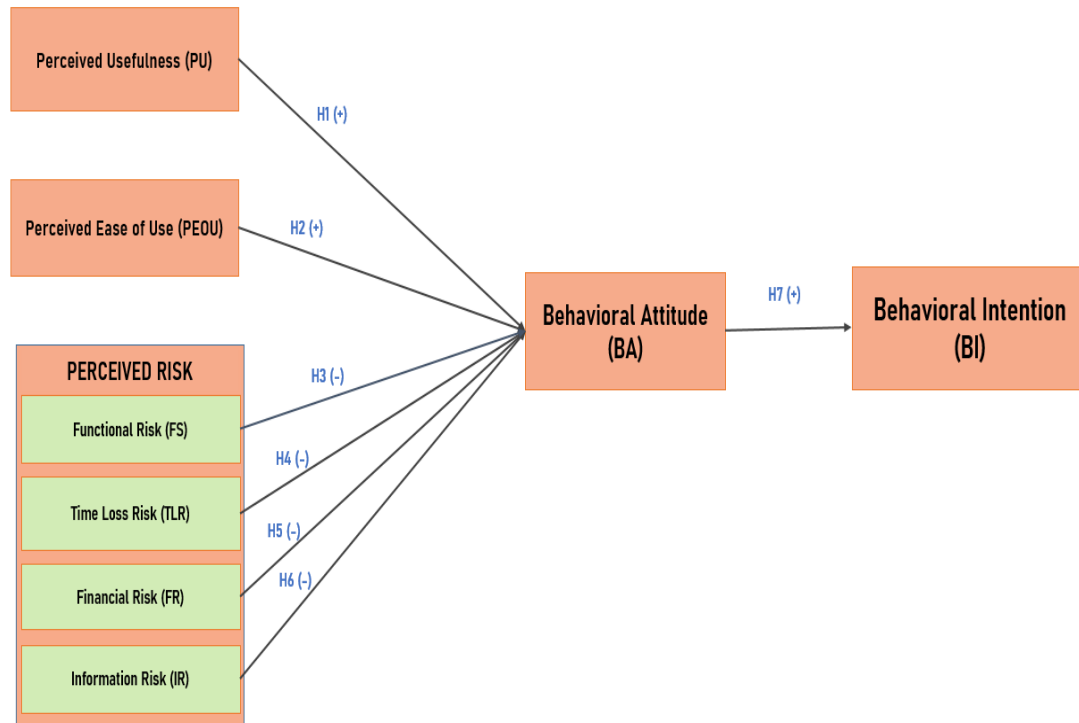 Perceived Usefulness (PU)
H1 (+)
Perceived Ease of Use (PEOU)
H2 (+)
Behavioral Attitude
(BA)
H7 (+)
Behavioral Intention
(BI)
PERCEIVED RISK
H3 (-)
Functional Risk (FS)
H4 (-)
Time Loss Risk (TLR)
H5 (-)
H6 (-)
Financial Risk (FR)
Information Risk (IR)